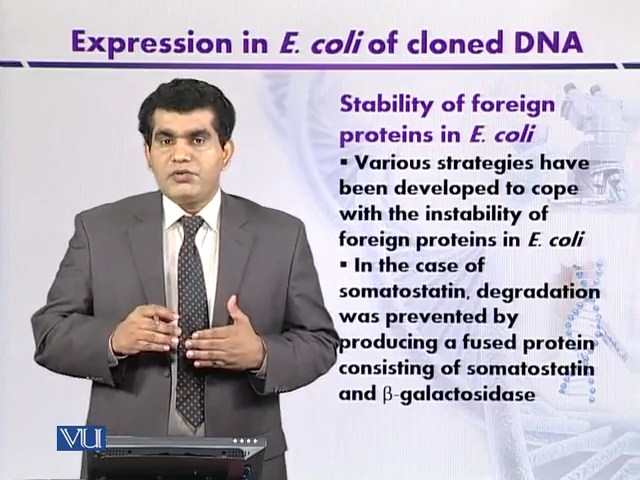 Expression in E. coli of cloned DNA
Stability of foreign
proteins in E. coli
▪ Various strategies have
been developed to cope
with the instability of
foreign proteins in E. coli
▪ In the case of
somatostatin, degradation
was prevented by
producing a fused protein
consisting of somatostatin
and β-galactosidase
VU